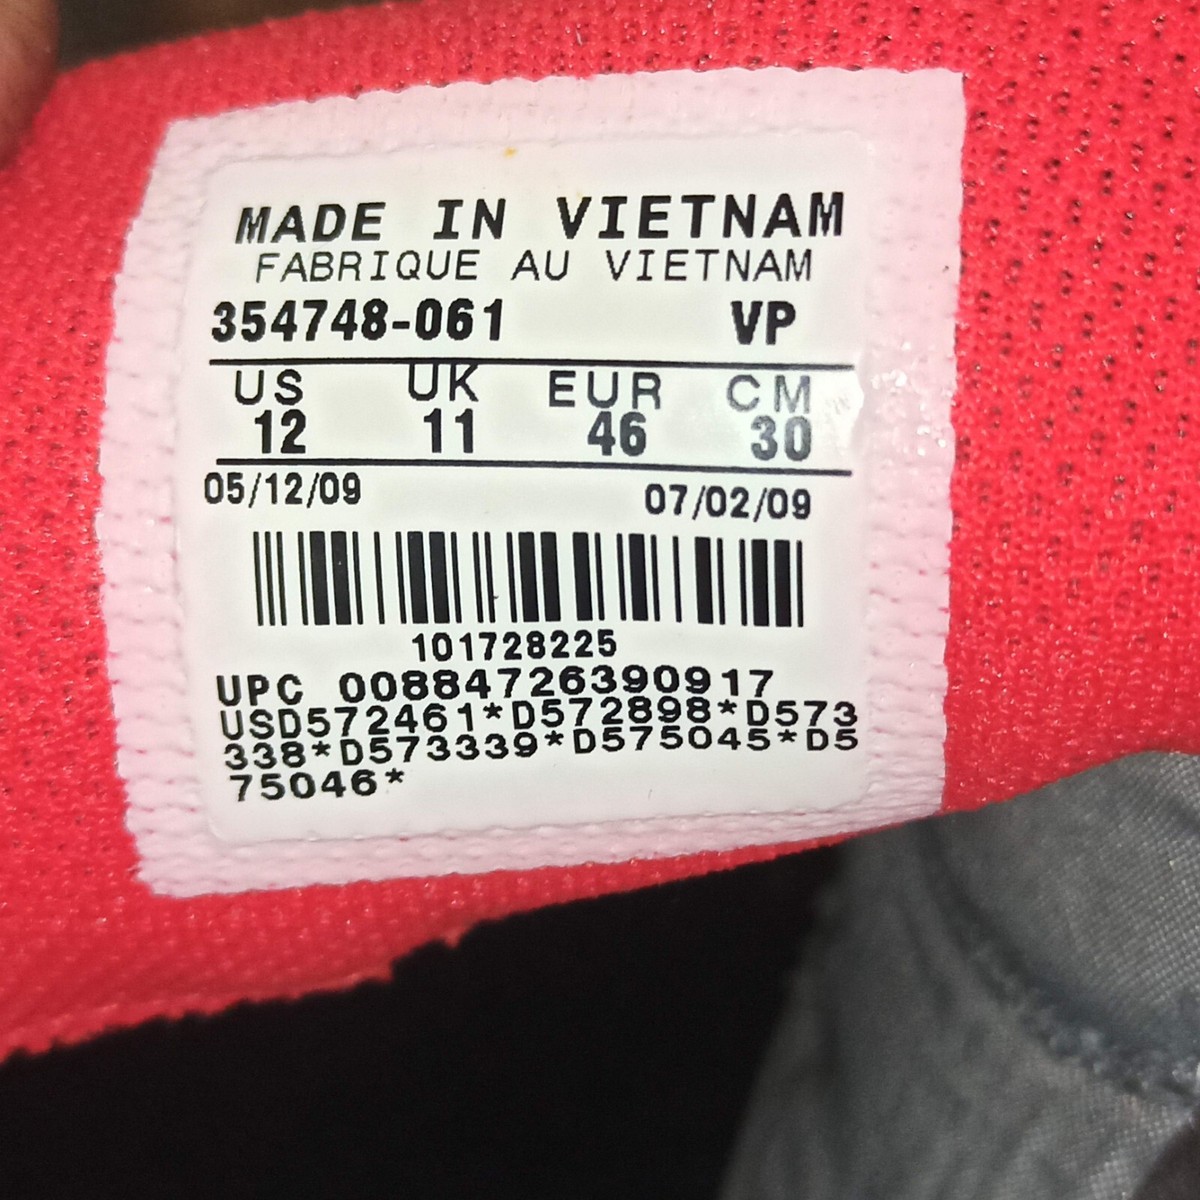 MADE IN VIETNAM
FABRIQUE AU VIETNAM
354748-061 VP
US UK EUR CM
12 11 46 30
05/12/09 07/02/09
101728225
UPC 00884726390917
USD572461*D572898*D573
338*D573339*D575045*D5
75046*